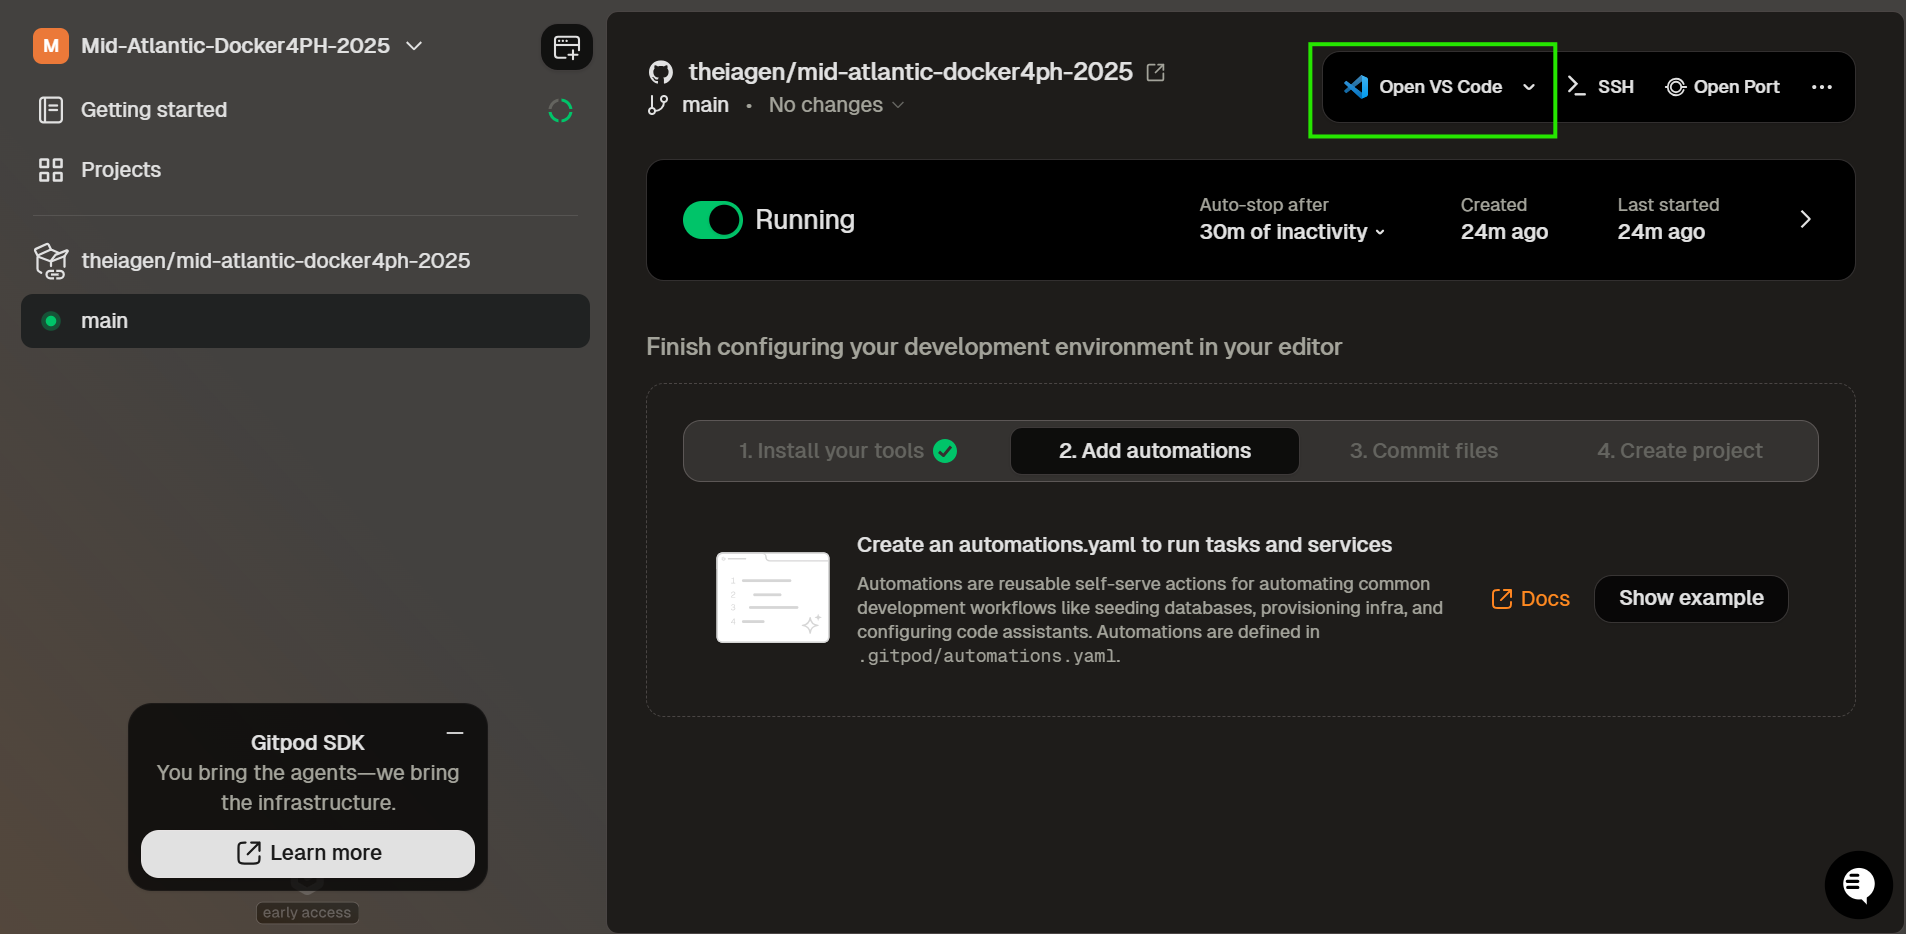 M Mid-Atlantic-Docker4PH-2025
Getting started
Projects
theiagen/mid-atlantic-docker4ph-2025
main
Gitpod SDK
You bring the agents—we bring
the infrastructure.
Learn more
early access
theiagen/mid-atlantic-docker4ph-2025
main • No changes
Open VS Code
SSH
Open Port
Running
Auto-stop after
30m of inactivity
Created
24m ago
Last started
24m ago
Finish configuring your development environment in your editor
1. Install your tools
2. Add automations
3. Commit files
4. Create project
1
2
3
4
Create an automations.yaml to run tasks and services
Automations are reusable self-serve actions for automating common
development workflows like seeding databases, provisioning infra, and
configuring code assistants. Automations are defined in
.gitpod/automations.yaml.
Docs
Show example